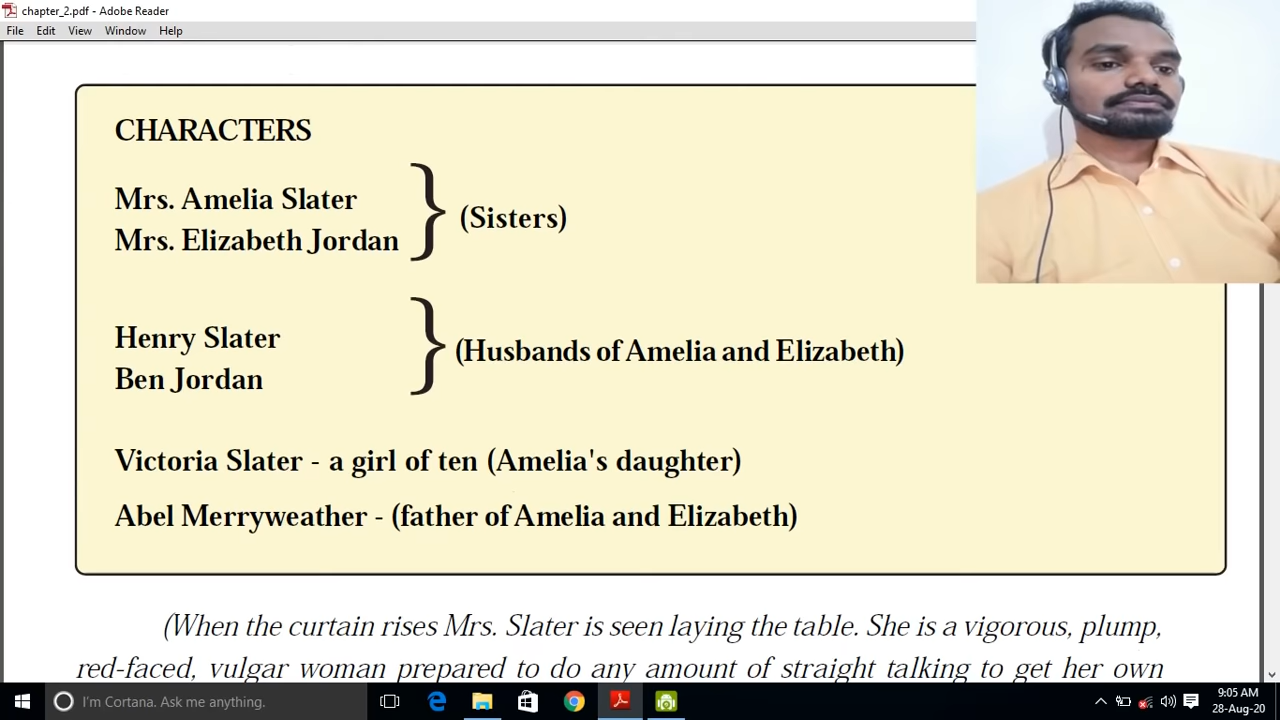 chapter_2.pdf - Adobe Reader
File Edit View Window Help
CHARACTERS
Mrs. Amelia Slater
Mrs. Elizabeth Jordan
(Sisters)
Henry Slater
Ben Jordan
(Husbands of Amelia and Elizabeth)
Victoria Slater - a girl of ten (Amelia's daughter)
Abel Merryweather - (father of Amelia and Elizabeth)
(When the curtain rises Mrs. Slater is seen laying the table. She is a vigorous, plump,
red-faced, vulgar woman prepared to do any amount of straight talking to get her own
I'm Cortana. Ask me anything.
9:05 AM
28-Aug-20